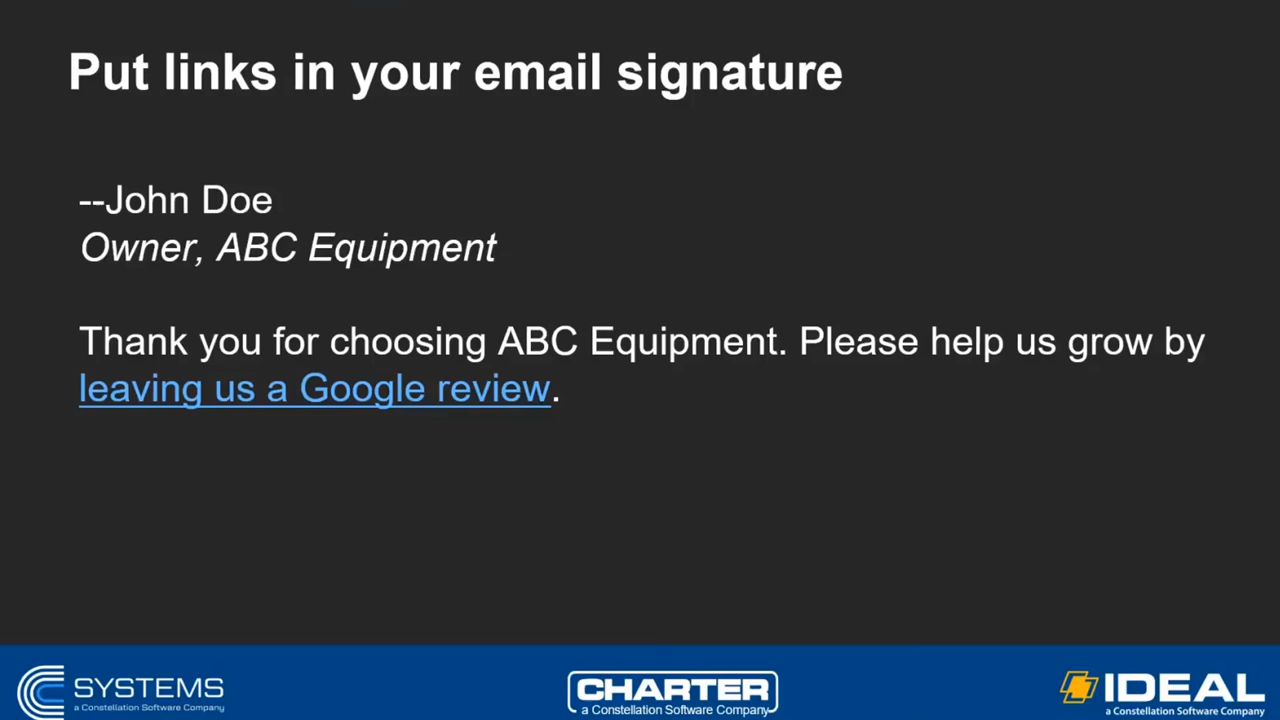 Put links in your email signature
--John Doe
Owner, ABC Equipment
Thank you for choosing ABC Equipment. Please help us grow by
leaving us a Google review.
SYSTEMS
a Constellation Software Company
CHARTER
a Constellation Software Company
IDEAL
a Constellation Software Company